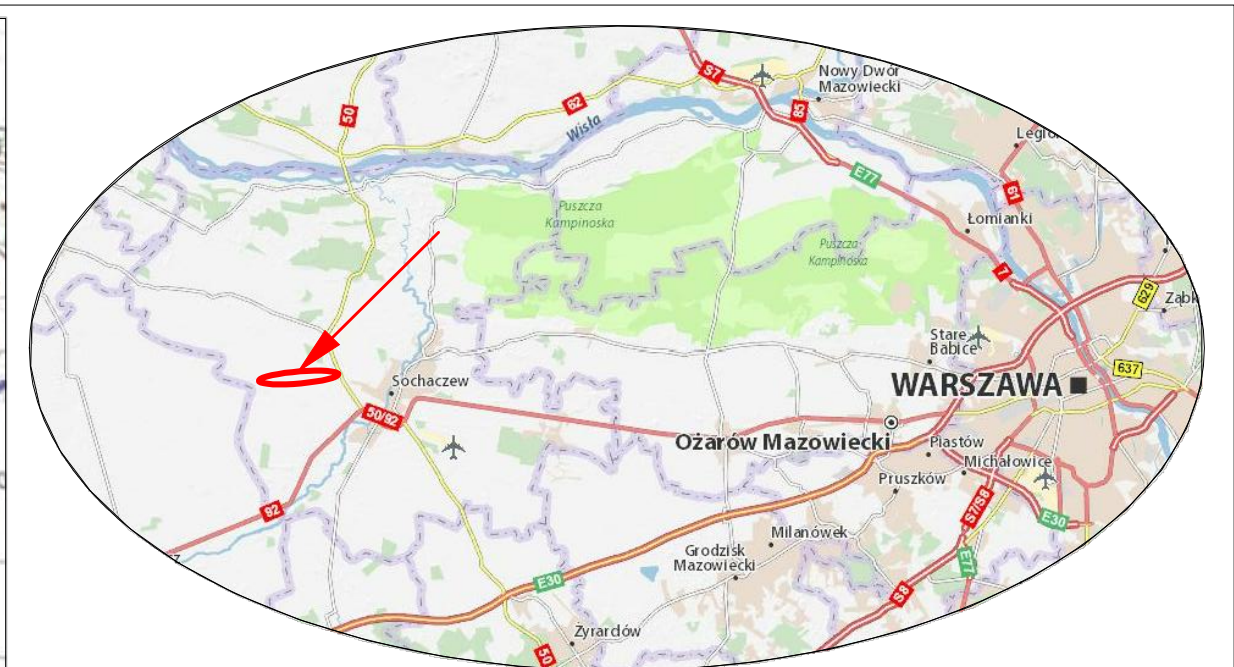 S7
Nowy Dwór
Mazowiecki
50
62
85
Wisła
Legio
E77
61
Puszcza
Kampinoska
Łomianki
Puszcza
Kampinoska
7
629
Ząbk
Stare
Babice
637
Sochaczew
WARSZAWA
50/92
Ożarów Mazowiecki
Piastów
Michałowice
Pruszków
92
S7/S8
E30
Milanówek
Grodzisk
Mazowiecki
E77
E30
S8
Żyrardów
50